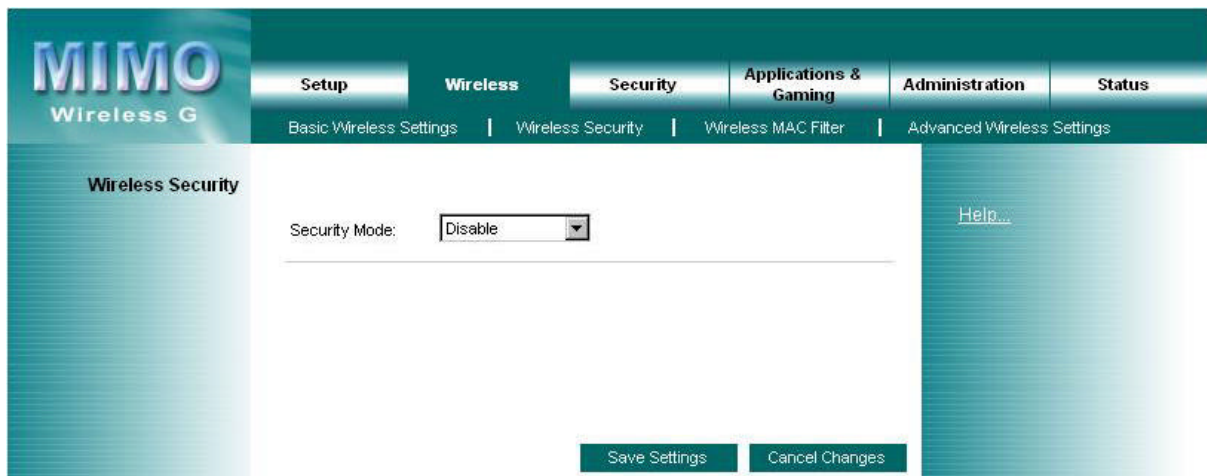 MIMO
Wireless G
Setup
Wireless
Security
Applications &
Gaming
Administration
Status
Basic Wireless Settings | Wireless Security | Wireless MAC Filter | Advanced Wireless Settings
Wireless Security
Security Mode: Disable
Help...
Save Settings
Cancel Changes